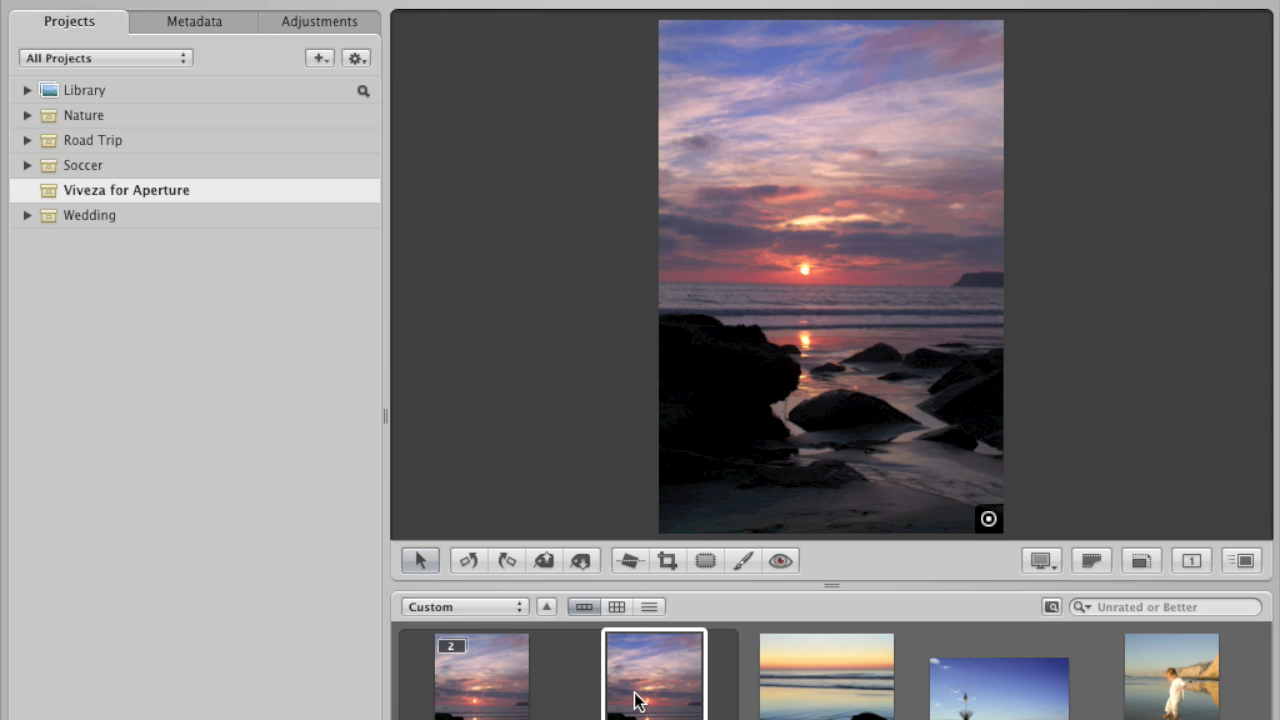 Projects
Metadata
Adjustments
All Projects
Library
Nature
Road Trip
Soccer
Viveza for Aperture
Wedding
1
Custom
Unrated or Better
2